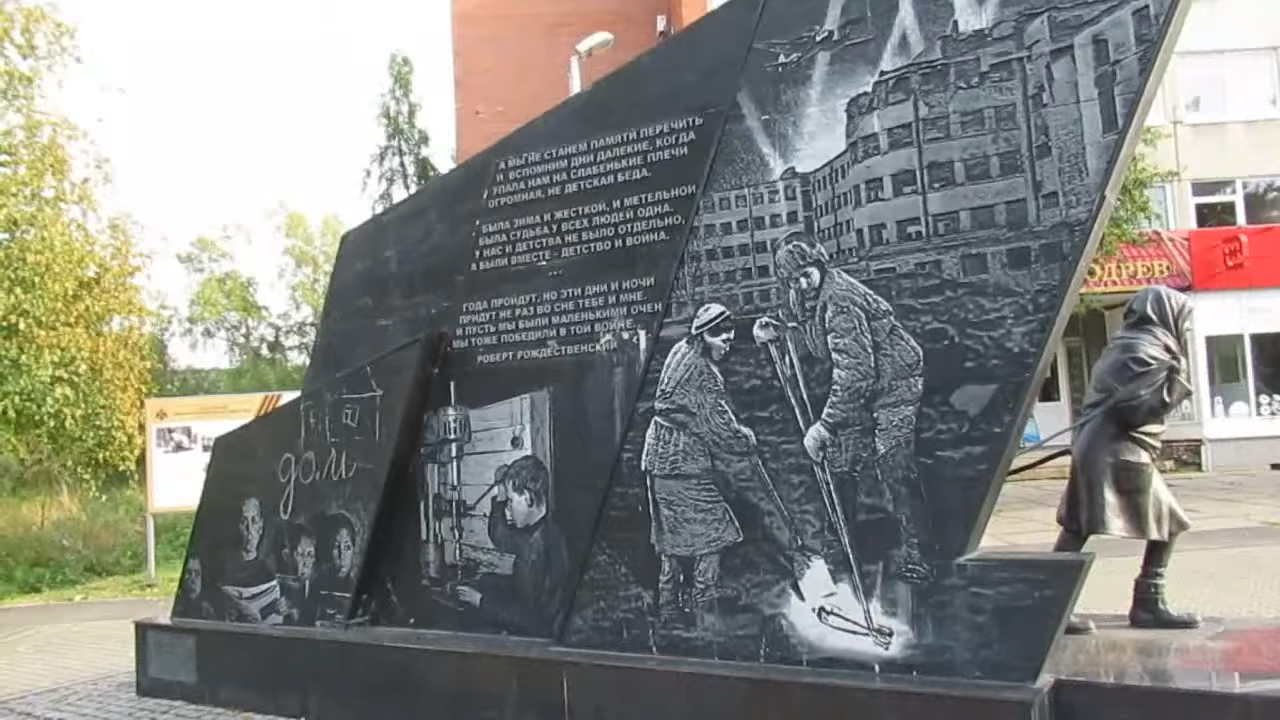 А МЫ НЕ СТАНЕМ ПАМЯТИ ПЕРЕЧИТЬ
И ВСПОМНИМ ДНИ ДАЛЕКИЕ, КОГДА
УПАЛА НАМ НА СЛАБЕНЬКИЕ ПЛЕЧИ
ОГРОМНАЯ, НЕ ДЕТСКАЯ БЕДА.
БЫЛА ЗИМА И ЖЕСТКОЙ, И МЕТЕЛЬНОЙ
БЫЛА СУДЬБА У ВСЕХ ЛЮДЕЙ ОДНА.
У НАС И ДЕТСТВА НЕ БЫЛО ОТДЕЛЬНО,
А БЫЛИ ВМЕСТЕ - ДЕТСТВО И ВОЙНА.
...
ГОДА ПРОЙДУТ, НО ЭТИ ДНИ И НОЧИ
ПРИДУТ НЕ РАЗ ВО СНЕ ТЕБЕ И МНЕ.
И ПУСТЬ МЫ БЫЛИ МАЛЕНЬКИМИ ОЧЕН
МЫ ТОЖЕ ПОБЕДИЛИ В ТОЙ ВОЙНЕ.
РОБЕРТ РОЖДЕСТВЕНСКИЙ
дом
ОДРЕВ